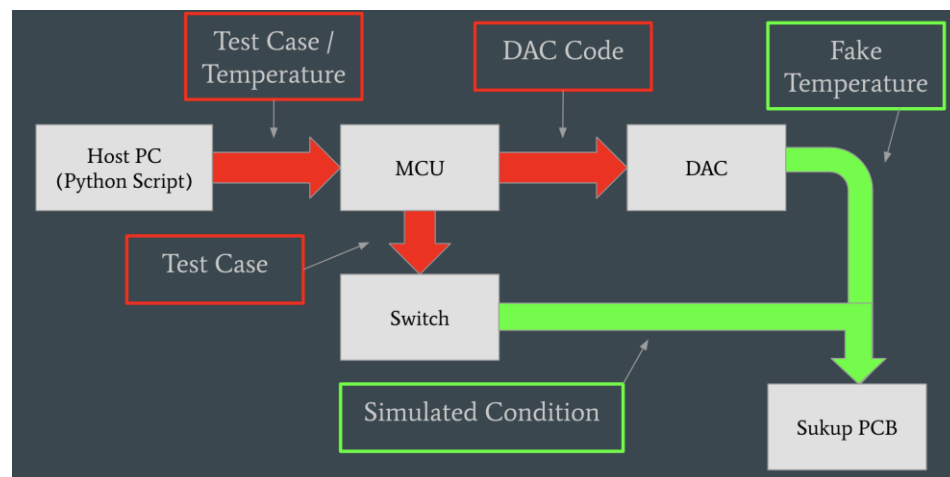 Test Case /
Temperature
DAC Code
Fake
Temperature
Host PC
(Python Script)
MCU
DAC
Test Case
Switch
Simulated Condition
Sukup PCB